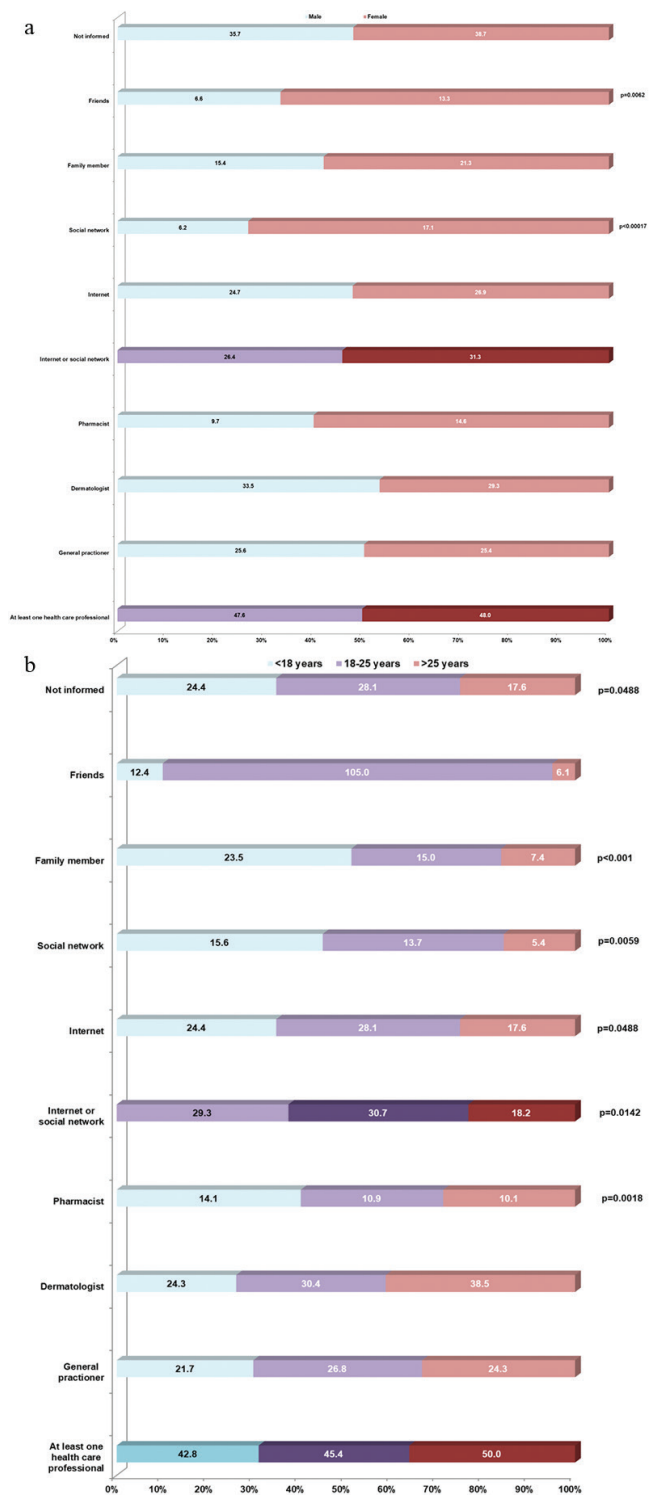 a
Male Female
Not informed 35.7 38.7
Friends 6.6 13.3 p=0.0062
Family member 15.4 21.3
Social network 6.2 17.1 p<0.00017
Internet 24.7 26.9
Internet or social network 26.4 31.3
Pharmacist 9.7 14.6
Dermatologist 33.5 29.3
General practioner 25.6 25.4
At least one health care professional 47.6 48.0
0% 10% 20% 30% 40% 50% 60% 70% 80% 90% 100%
b
<18 years 18-25 years >25 years
Not informed 24.4 28.1 17.6 p=0.0488
Friends 12.4 105.0 6.1
Family member 23.5 15.0 7.4 p<0.001
Social network 15.6 13.7 5.4 p=0.0059
Internet 24.4 28.1 17.6 p=0.0488
Internet or
social network 29.3 30.7 18.2 p=0.0142
Pharmacist 14.1 10.9 10.1 p=0.0018
Dermatologist 24.3 30.4 38.5
General
practioner 21.7 26.8 24.3
At least one
health care
professional 42.8 45.4 50.0
0% 10% 20% 30% 40% 50% 60% 70% 80% 90% 100%